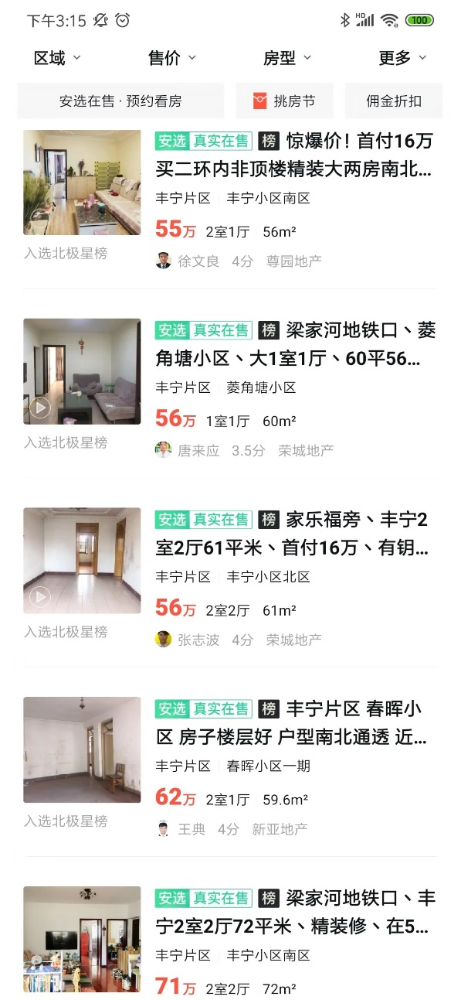 下午3:15
HD
100
区域 售价 房型 更多
安选在售·预约看房 挑房节 佣金折扣
安选 真实在售 榜 惊爆价！首付16万
买二环内非顶楼精装大两房南北...
丰宁片区 丰宁小区南区
55万 2室1厅 56m²
入选北极星榜
徐文良 4分 尊园地产
安选 真实在售 榜 梁家河地铁口、菱
角塘小区、大1室1厅、60平56...
丰宁片区 菱角塘小区
56万 1室1厅 60m²
入选北极星榜
唐来应 3.5分 荣城地产
安选 真实在售 榜 家乐福旁、丰宁2
室2厅61平米、首付16万、有钥...
丰宁片区 丰宁小区北区
56万 2室2厅 61m²
入选北极星榜
张志波 4分 荣城地产
安选 真实在售 榜 丰宁片区 春晖小
区 房子楼层好 户型南北通透 近...
丰宁片区 春晖小区一期
62万 2室1厅 59.6m²
入选北极星榜
王典 4分 新亚地产
安选 真实在售 榜 梁家河地铁口、丰
宁2室2厅72平米、精装修、在5...
丰宁片区 丰宁小区南区
71万 2室2厅 72m²